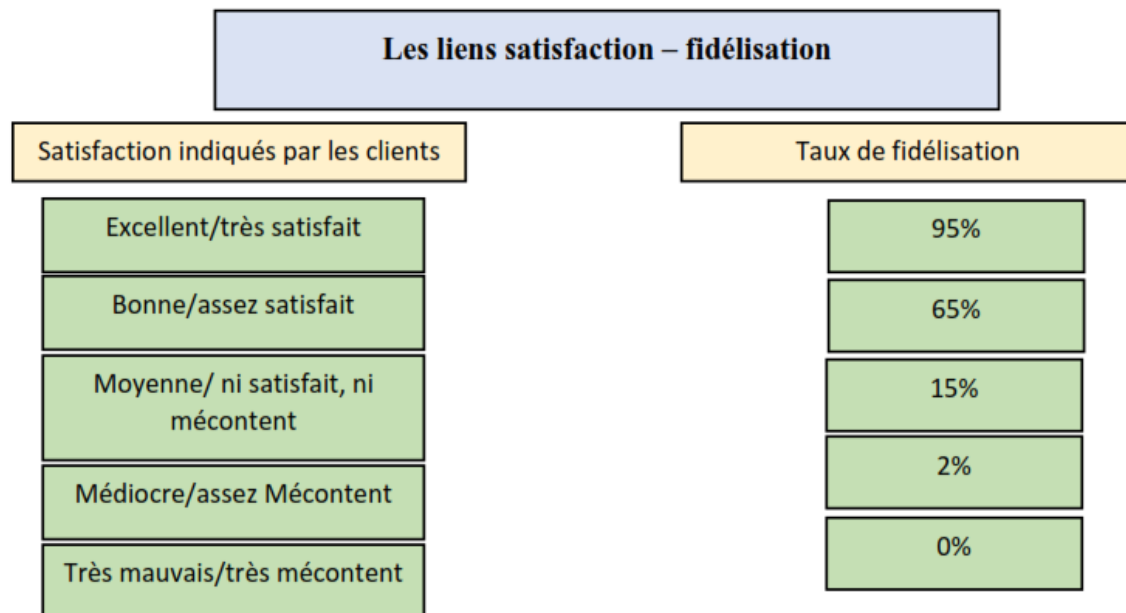 Les liens satisfaction – fidélisation
Satisfaction indiqués par les clients
Taux de fidélisation
Excellent/très satisfait
95%
Bonne/assez satisfait
65%
Moyenne/ ni satisfait, ni
mécontent
15%
Médiocre/assez Mécontent
2%
Très mauvais/très mécontent
0%